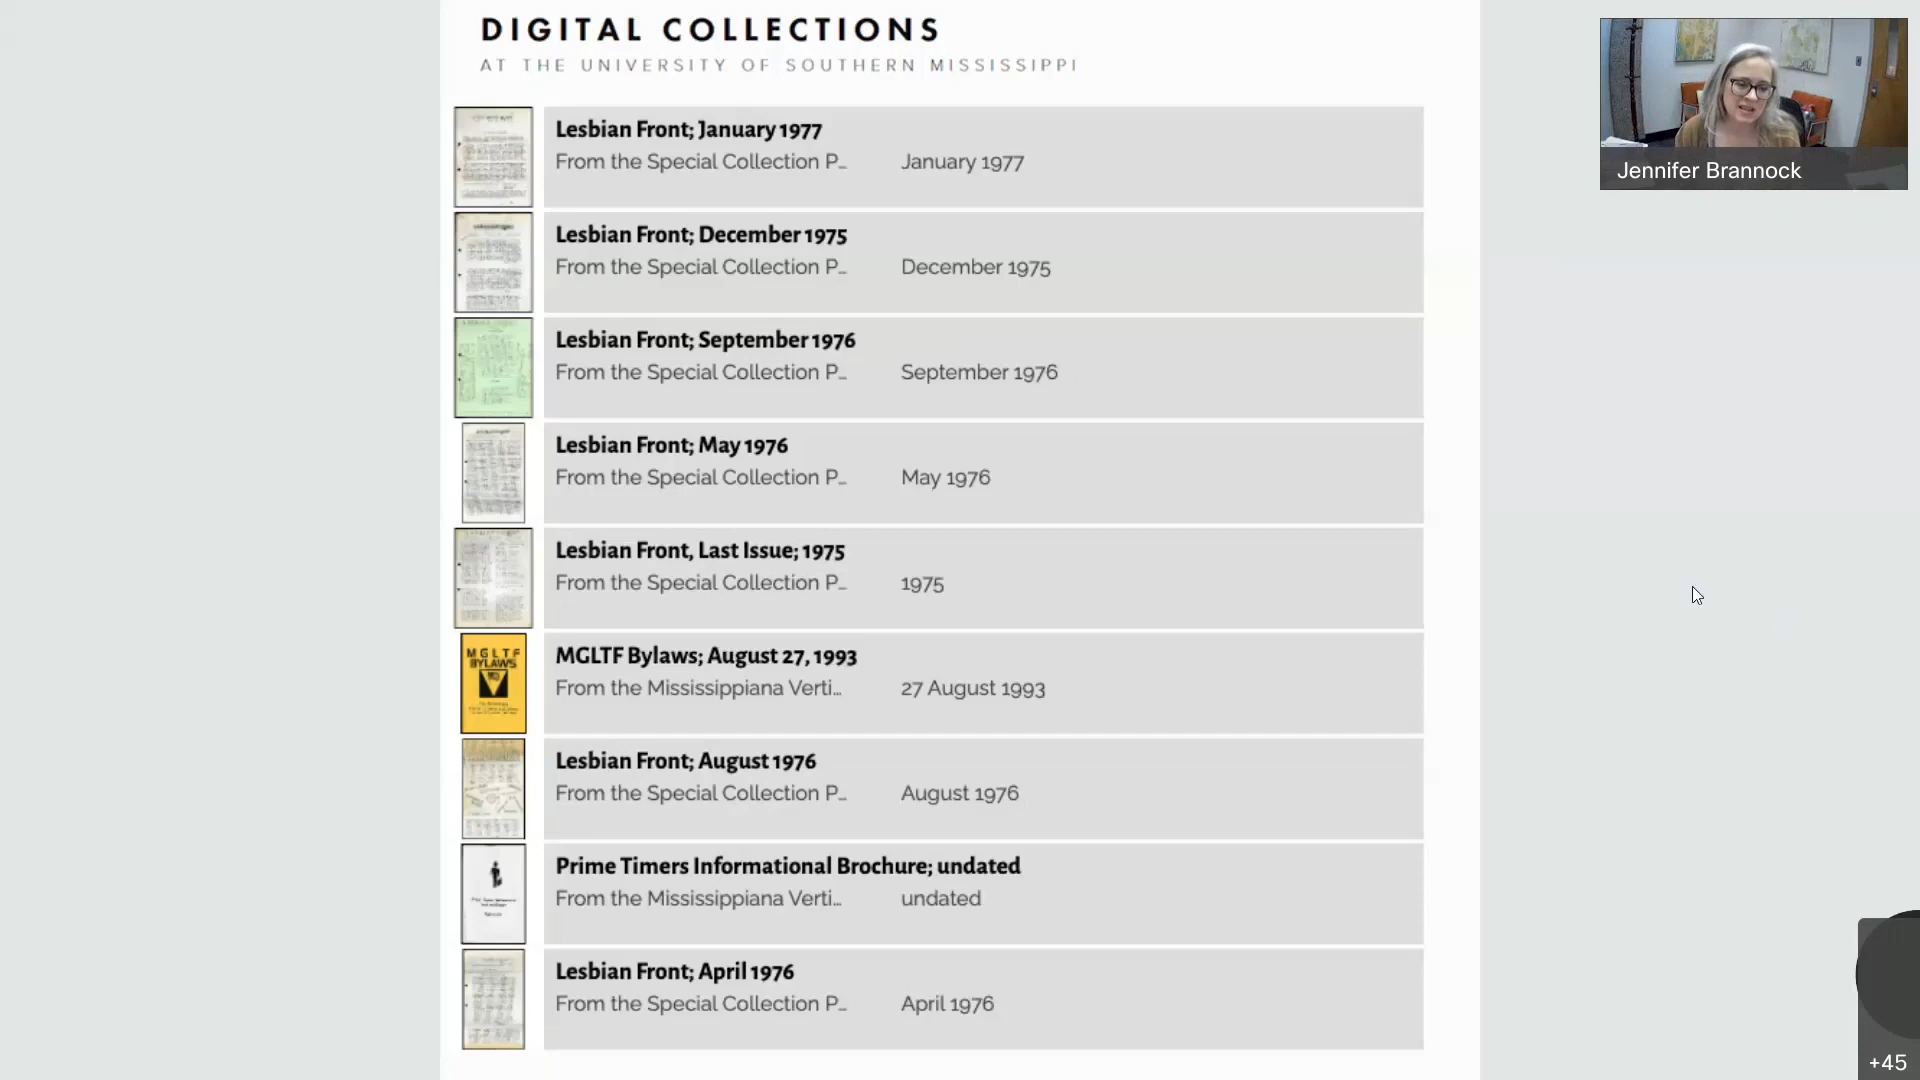 DIGITAL COLLECTIONS
AT THE UNIVERSITY OF SOUTHERN MISSISSIPPI
Lesbian Front; January 1977
From the Special Collection P... January 1977
Lesbian Front; December 1975
From the Special Collection P... December 1975
Lesbian Front; September 1976
From the Special Collection P... September 1976
Lesbian Front; May 1976
From the Special Collection P... May 1976
Lesbian Front, Last Issue; 1975
From the Special Collection P... 1975
MGLTF
BYLAWS
MGLTF Bylaws; August 27, 1993
From the Mississippiana Verti... 27 August 1993
Lesbian Front; August 1976
From the Special Collection P... August 1976
Prime Timers Informational Brochure; undated
From the Mississippiana Verti... undated
Lesbian Front; April 1976
From the Special Collection P... April 1976
Jennifer Brannock
+45